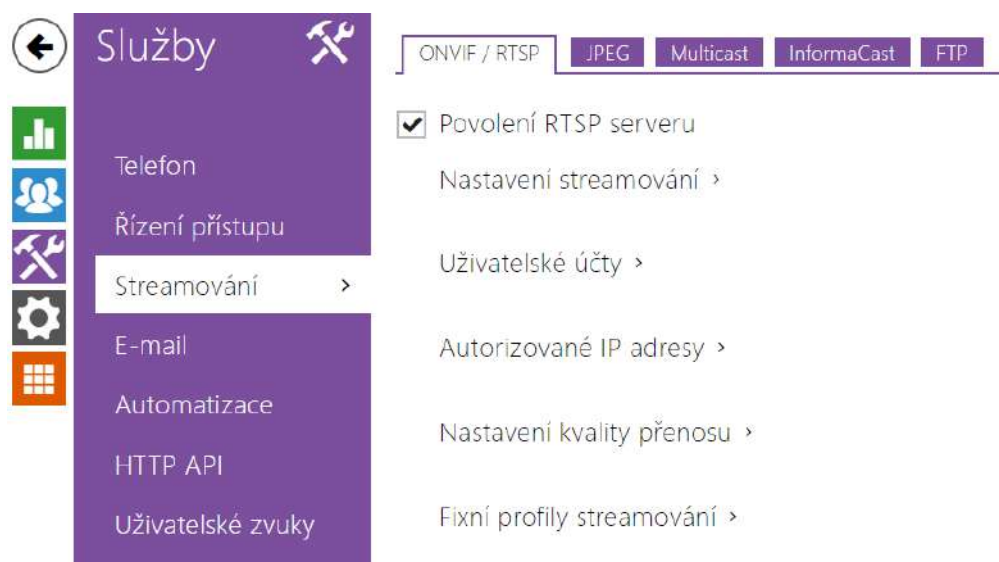 Služby
Telefon
Řízení přístupu
Streamování
E-mail
Automatizace
HTTP API
Uživatelské zvuky
ONVIF / RTSP JPEG Multicast InformaCast FTP
Povolení RTSP serveru
Nastavení streamování
Uživatelské účty
Autorizované IP adresy
Nastavení kvality přenosu
Fixní profily streamování